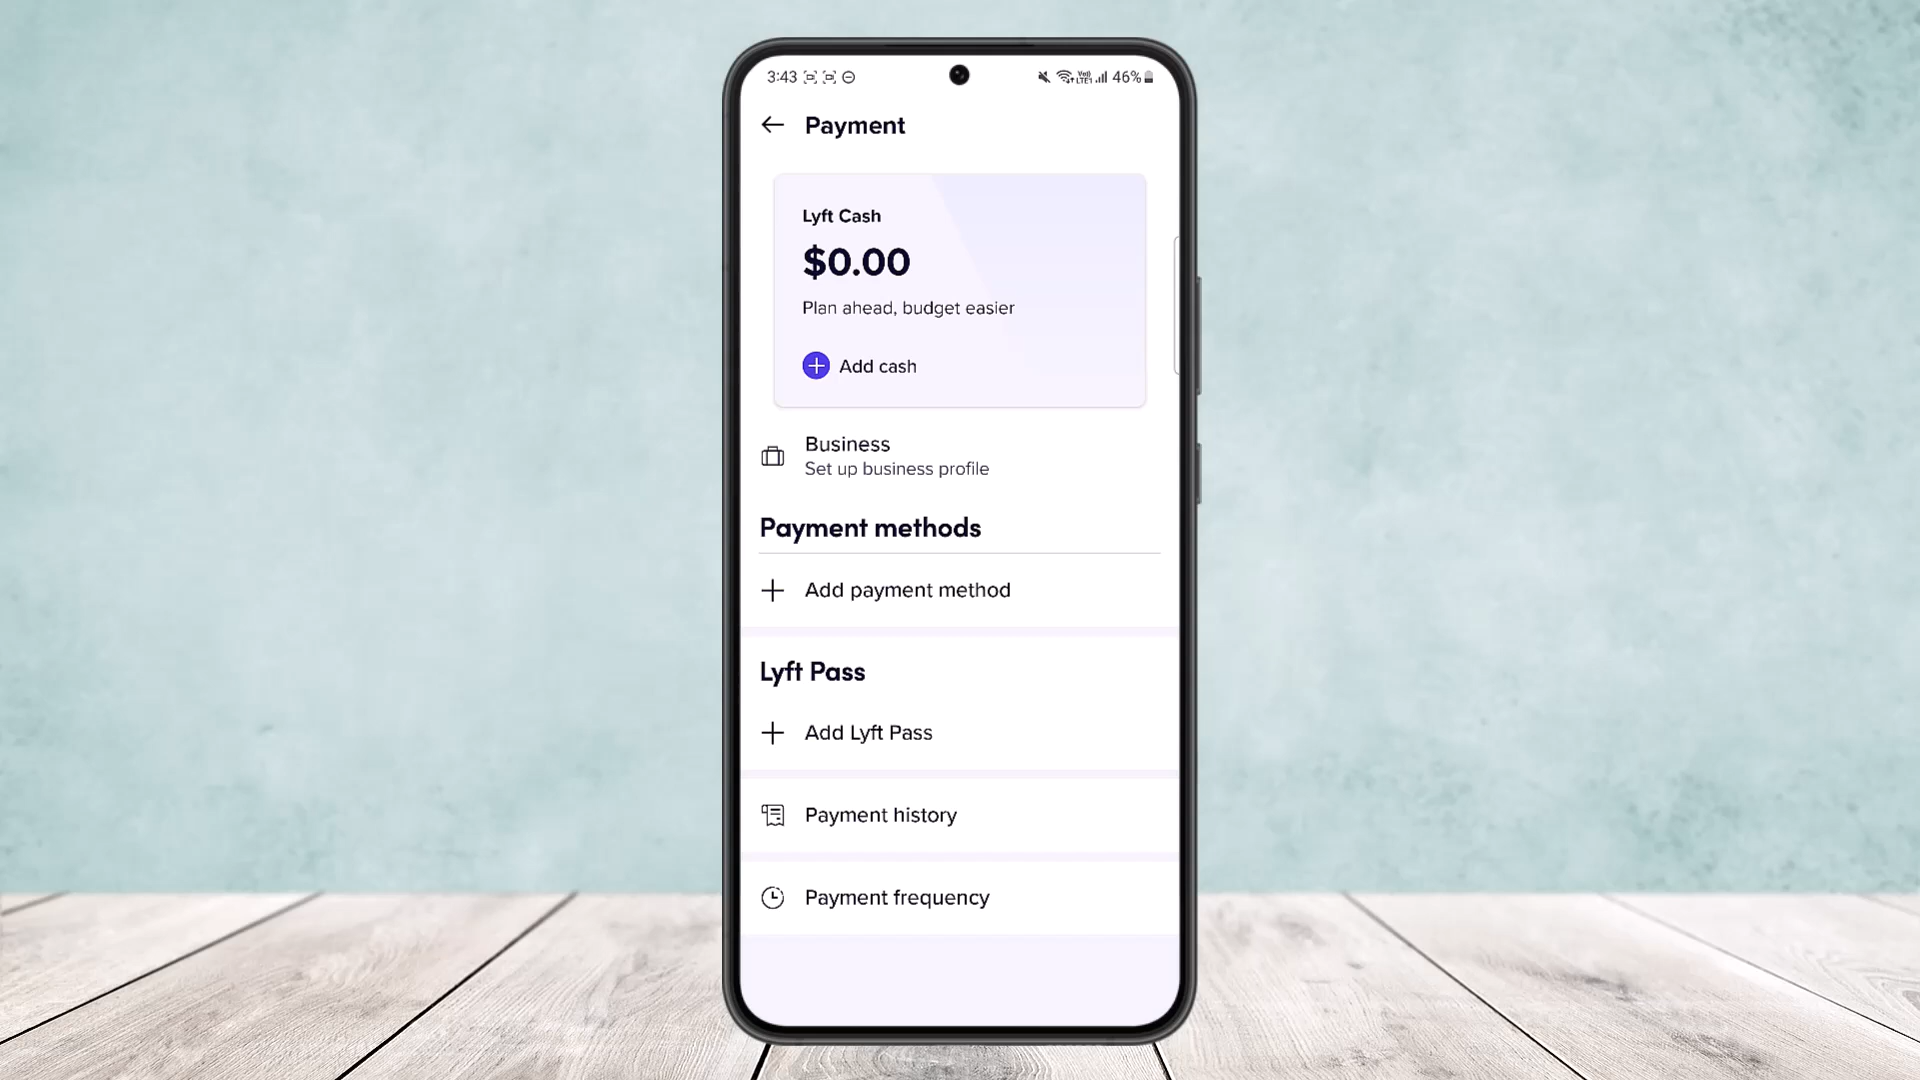 3:43 46%
Payment
Lyft Cash
$0.00
Plan ahead, budget easier
Add cash
Business
Set up business profile
Payment methods
Add payment method
Lyft Pass
Add Lyft Pass
Payment history
Payment frequency